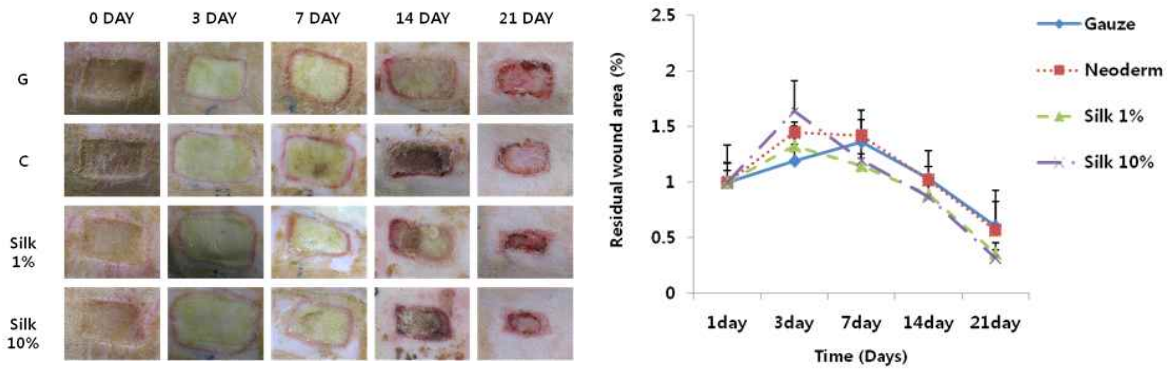 0 DAY 3 DAY 7 DAY 14 DAY 21 DAY
G
C
Silk
1%
Silk
10%
2.5
2
1.5
1
0.5
0
Residual wound area (%)
1day 3day 7day 14day 21day
Time (Days)
Gauze
Neoderm
Silk 1%
Silk 10%